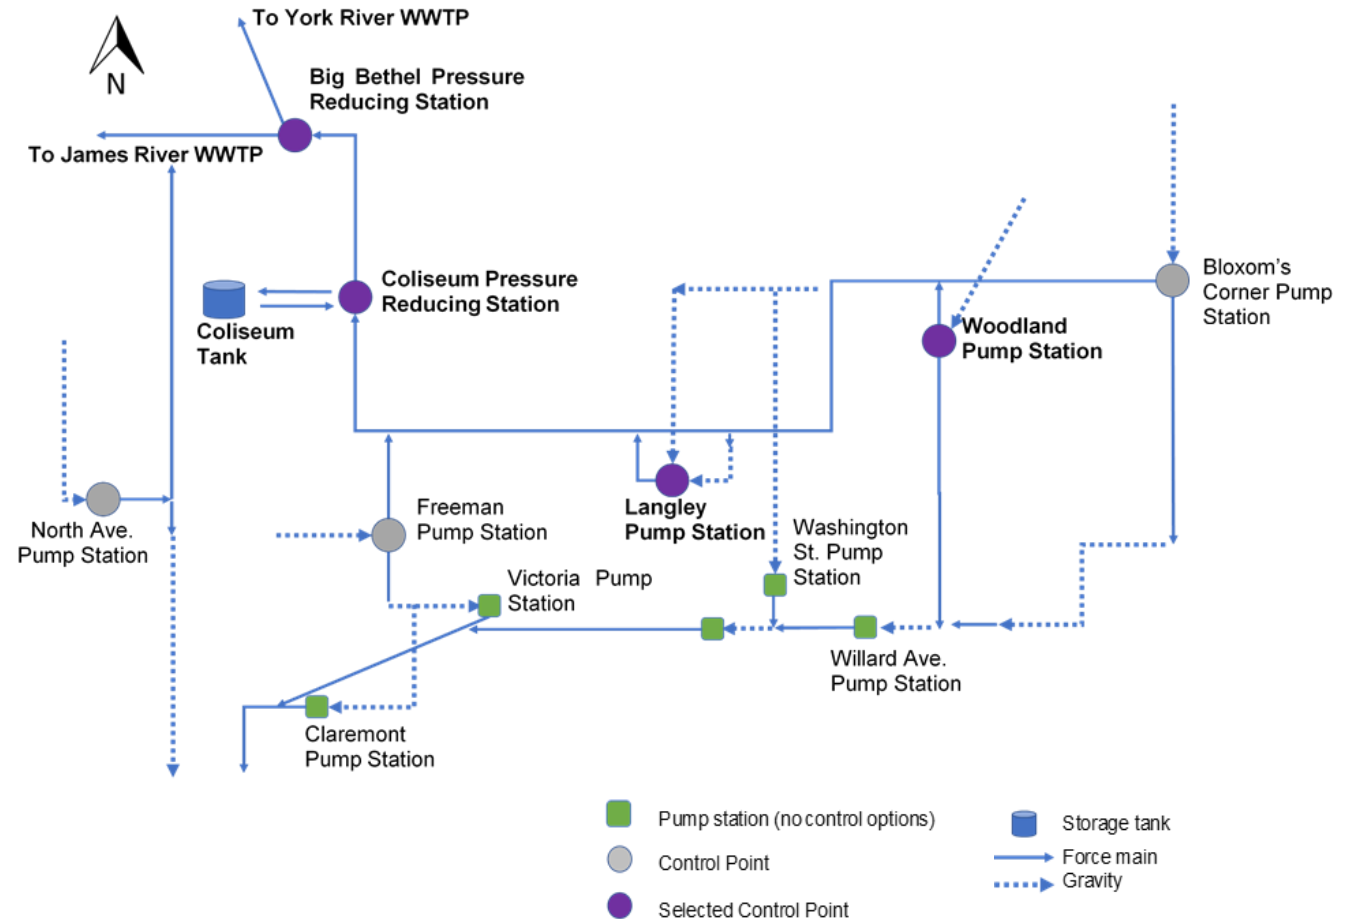 To York River WWTP
N
Big Bethel Pressure
Reducing Station
To James River WWTP
Coliseum Pressure
Reducing Station
Coliseum
Tank
Bloxom's
Corner Pump
Station
Woodland
Pump Station
North Ave.
Pump Station
Freeman
Pump Station
Langley
Pump Station
Washington
St. Pump
Station
Victoria Pump
Station
Willard Ave.
Pump Station
Claremont
Pump Station
Pump station (no control options)
Control Point
Selected Control Point
Storage tank
Force main
Gravity